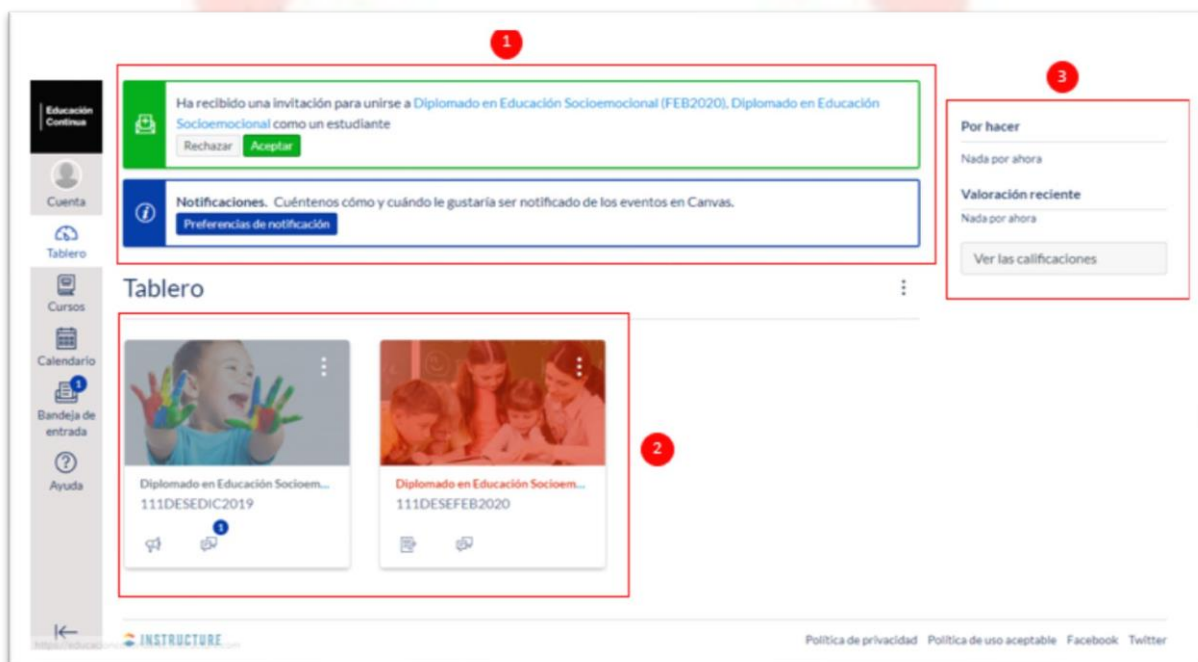 1
Ha recibido una invitación para unirse a Diplomado en Educación Socioemocional (FEB2020), Diplomado en Educación
Socioemocional como un estudiante
Rechazar Aceptar
Notificaciones. Cuéntenos cómo y cuándo le gustaría ser notificado de los eventos en Canvas.
Preferencias de notificación
3
Por hacer
Nada por ahora
Valoración reciente
Nada por ahora
Ver las calificaciones
Educación
Continua
Cuenta
Tablero
Cursos
Calendario
1
Bandeja de
entrada
Ayuda
Tablero
2
Diplomado en Educación Socioem...
111DESEDIC2019
1
Diplomado en Educación Socioem...
111DESEFEB2020
INSTRUCTURE
Política de privacidad Política de uso aceptable Facebook Twitter